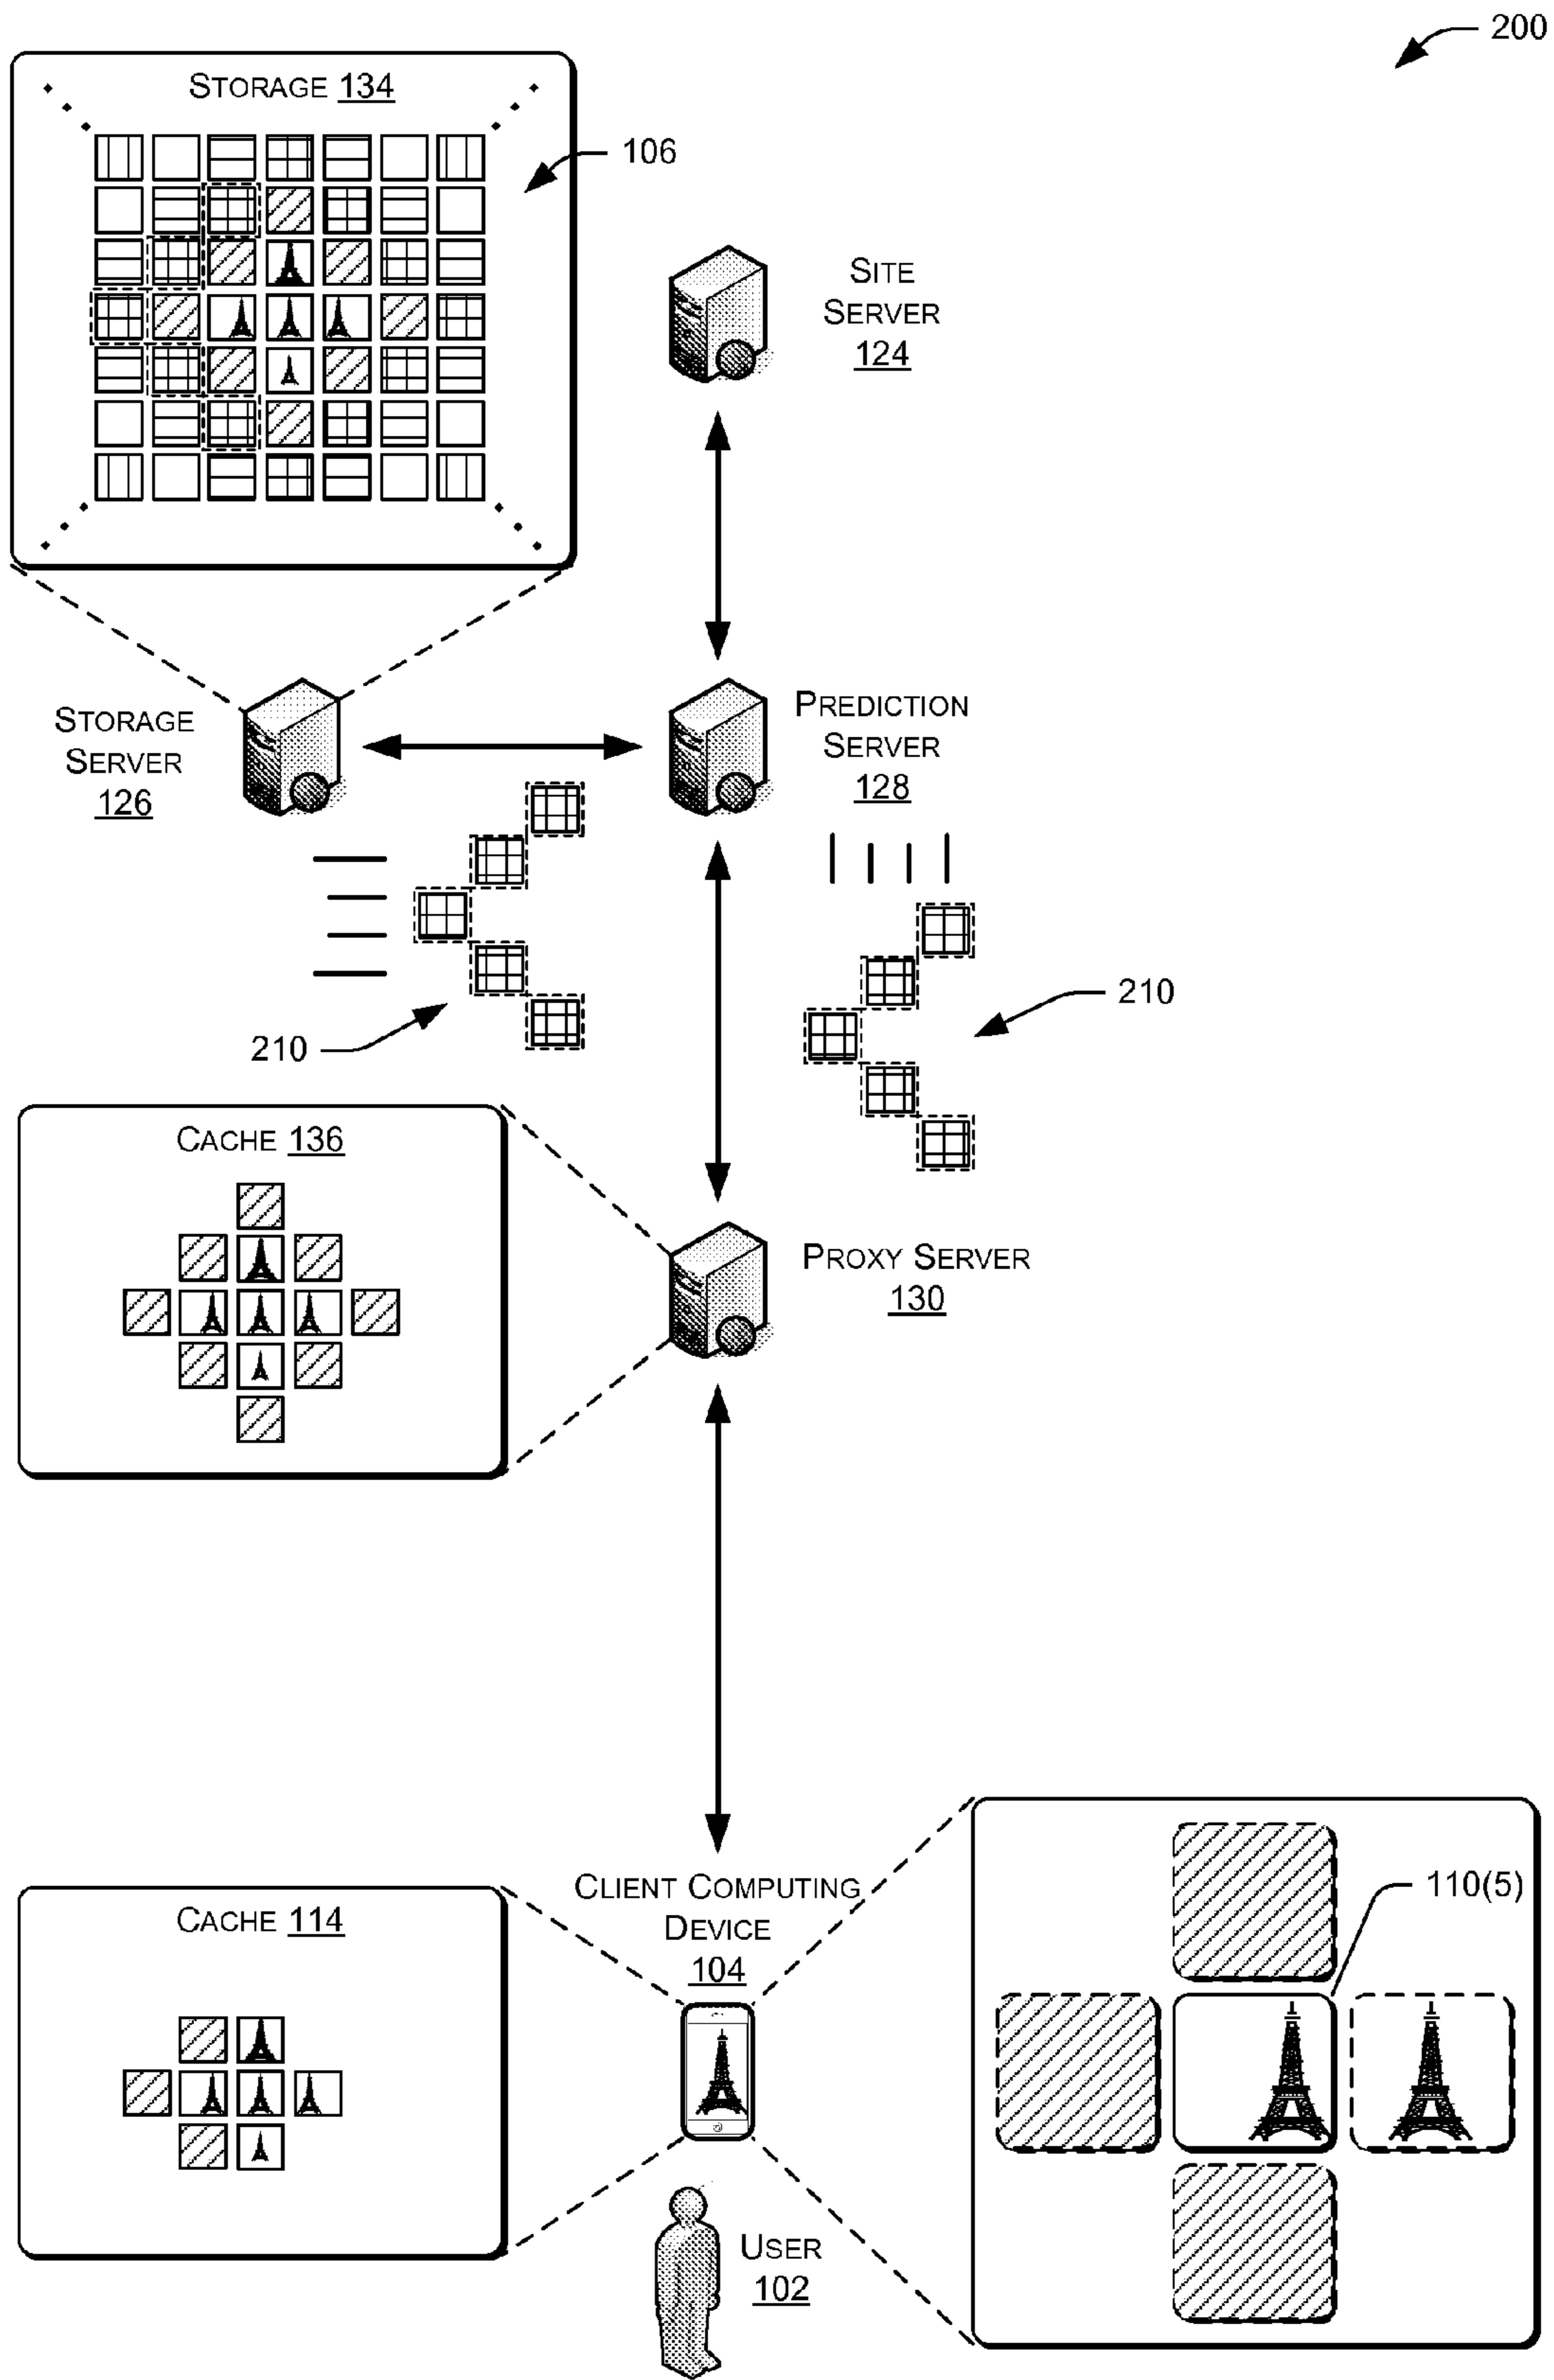 200
STORAGE 134
106
SITE
SERVER
124
STORAGE
SERVER
126
PREDICTION
SERVER
128
210
210
CACHE 136
PROXY SERVER
130
CLIENT COMPUTING
DEVICE
104
110(5)
CACHE 114
USER
102